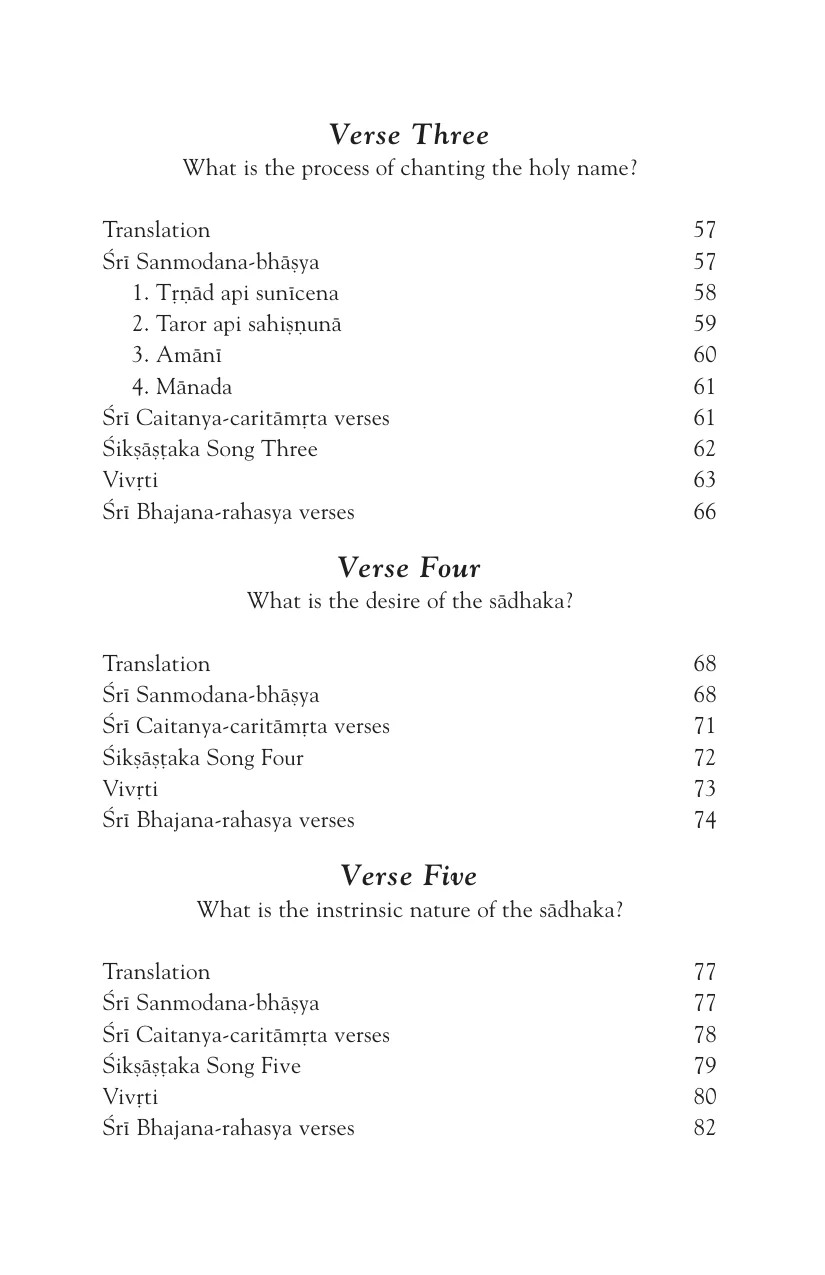 Verse Three
What is the process of chanting the holy name?
Translation 57
Śrī Sanmodana-bhāṣya 57
1. Tṛṇād api sunīcena 58
2. Taror api sahiṣṇunā 59
3. Amānī 60
4. Mānada 61
Śrī Caitanya-caritāmṛta verses 61
Śikṣāṣṭaka Song Three 62
Vivṛti 63
Śrī Bhajana-rahasya verses 66
Verse Four
What is the desire of the sādhaka?
Translation 68
Śrī Sanmodana-bhāṣya 68
Śrī Caitanya-caritāmṛta verses 71
Śikṣāṣṭaka Song Four 72
Vivṛti 73
Śrī Bhajana-rahasya verses 74
Verse Five
What is the instrinsic nature of the sādhaka?
Translation 77
Śrī Sanmodana-bhāṣya 77
Śrī Caitanya-caritāmṛta verses 78
Śikṣāṣṭaka Song Five 79
Vivṛti 80
Śrī Bhajana-rahasya verses 82